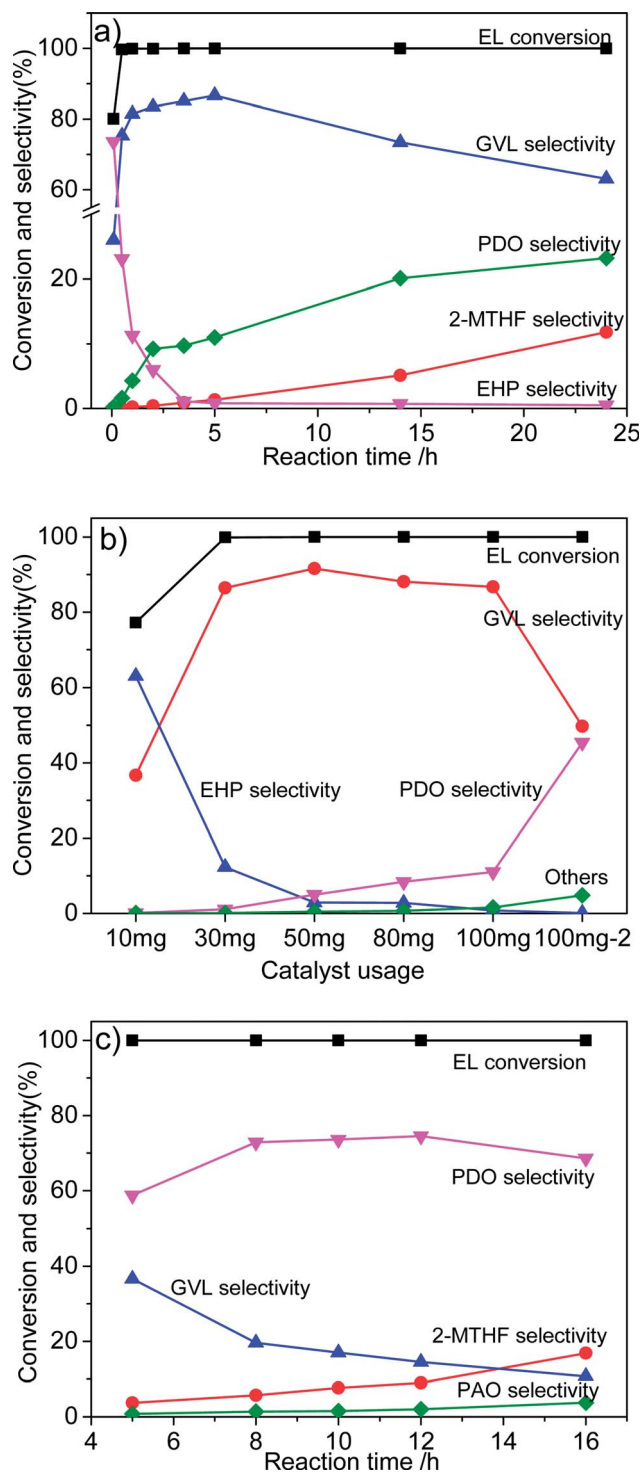 a)
EL conversion
GVL selectivity
PDO selectivity
2-MTHF selectivity
EHP selectivity
Conversion and selectivity(%)
100
80
60
20
0
0 5 10 15 20 25
Reaction time /h
b)
EL conversion
GVL selectivity
EHP selectivity
PDO selectivity
Others
Conversion and selectivity(%)
100
80
60
40
20
0
10mg 30mg 50mg 80mg 100mg 100mg-2
Catalyst usage
c)
EL conversion
PDO selectivity
GVL selectivity
2-MTHF selectivity
PAO selectivity
Conversion and selectivity(%)
100
80
60
40
20
0
4 6 8 10 12 14 16
Reaction time /h